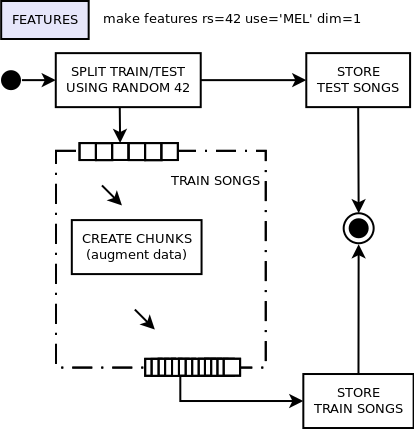 FEATURES
make features rs=42 use='MEL' dim=1
SPLIT TRAIN/TEST
USING RANDOM 42
STORE
TEST SONGS
TRAIN SONGS
CREATE CHUNKS
(augment data)
STORE
TRAIN SONGS